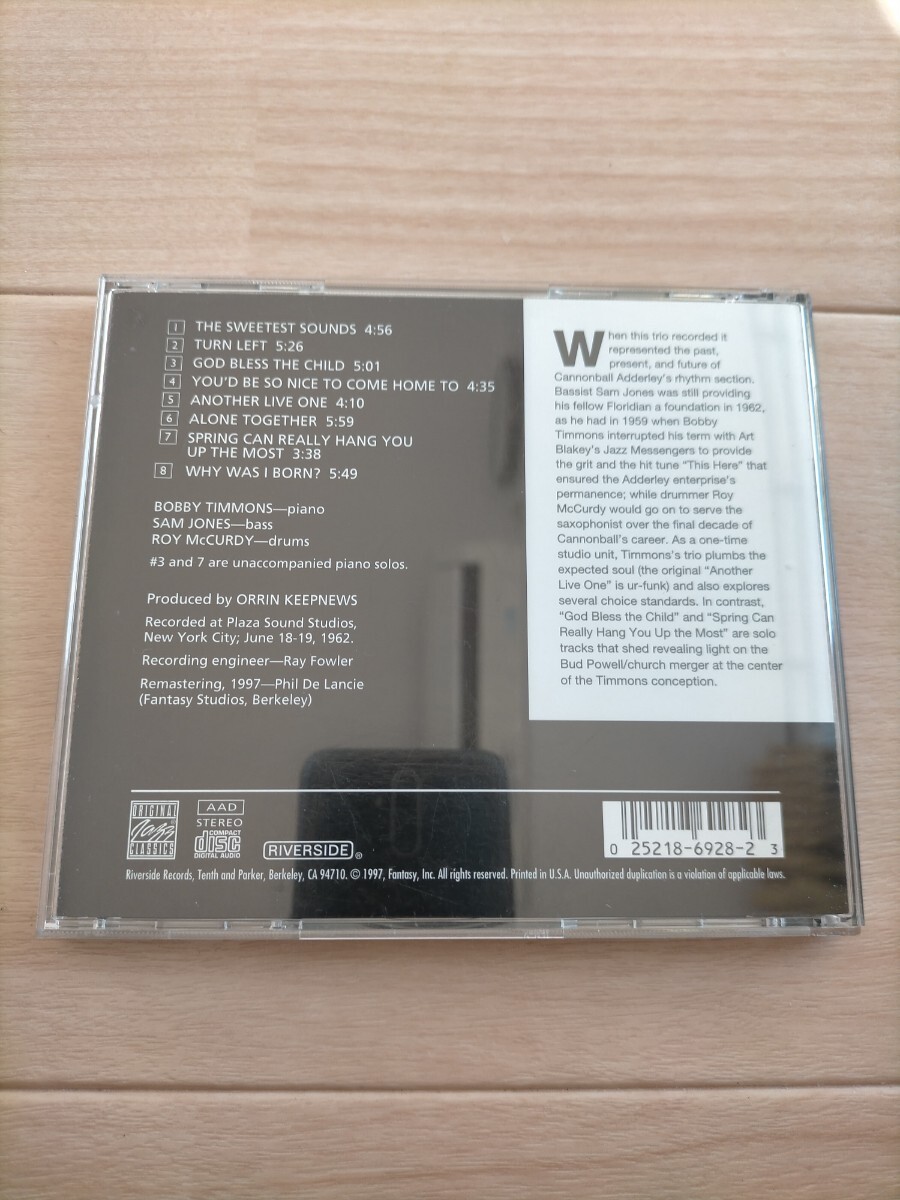 1 THE SWEETEST SOUNDS 4:56
2 TURN LEFT 5:26
3 GOD BLESS THE CHILD 5:01
4 YOU'D BE SO NICE TO COME HOME TO 4:35
5 ANOTHER LIVE ONE 4:10
6 ALONE TOGETHER 5:59
7 SPRING CAN REALLY HANG YOU
UP THE MOST 3:38
8 WHY WAS I BORN? 5:49
BOBBY TIMMONS—piano
SAM JONES—bass
ROY McCURDY—drums
#3 and 7 are unaccompanied piano solos.
Produced by ORRIN KEEPNEWS
Recorded at Plaza Sound Studios,
New York City; June 18-19, 1962.
Recording engineer—Ray Fowler
Remastering, 1997—Phil De Lancie
(Fantasy Studios, Berkeley)
When this trio recorded it
represented the past,
present, and future of
Cannonball Adderley's rhythm section.
Bassist Sam Jones was still providing
his fellow Floridian a foundation in 1962,
as he had in 1959 when Bobby
Timmons interrupted his term with Art
Blakey's Jazz Messengers to provide
the grit and the hit tune "This Here" that
ensured the Adderley enterprise's
permanence; while drummer Roy
McCurdy would go on to serve the
saxophonist over the final decade of
Cannonball's career. As a one-time
studio unit, Timmons's trio plumbs the
expected soul (the original "Another
Live One" is ur-funk) and also explores
several choice standards. In contrast,
"God Bless the Child" and "Spring Can
Really Hang You Up the Most" are solo
tracks that shed revealing light on the
Bud Powell/church merger at the center
of the Timmons conception.
ORIGINAL
Jazz
CLASSICS
AAD
STEREO
COMPACT
disc
DIGITAL AUDIO
RIVERSIDE®
0 25218-6928-2 3
Riverside Records, Tenth and Parker, Berkeley, CA 94710. © 1997, Fantasy, Inc. All rights reserved. Printed in U.S.A. Unauthorized duplication is a violation of applicable laws.